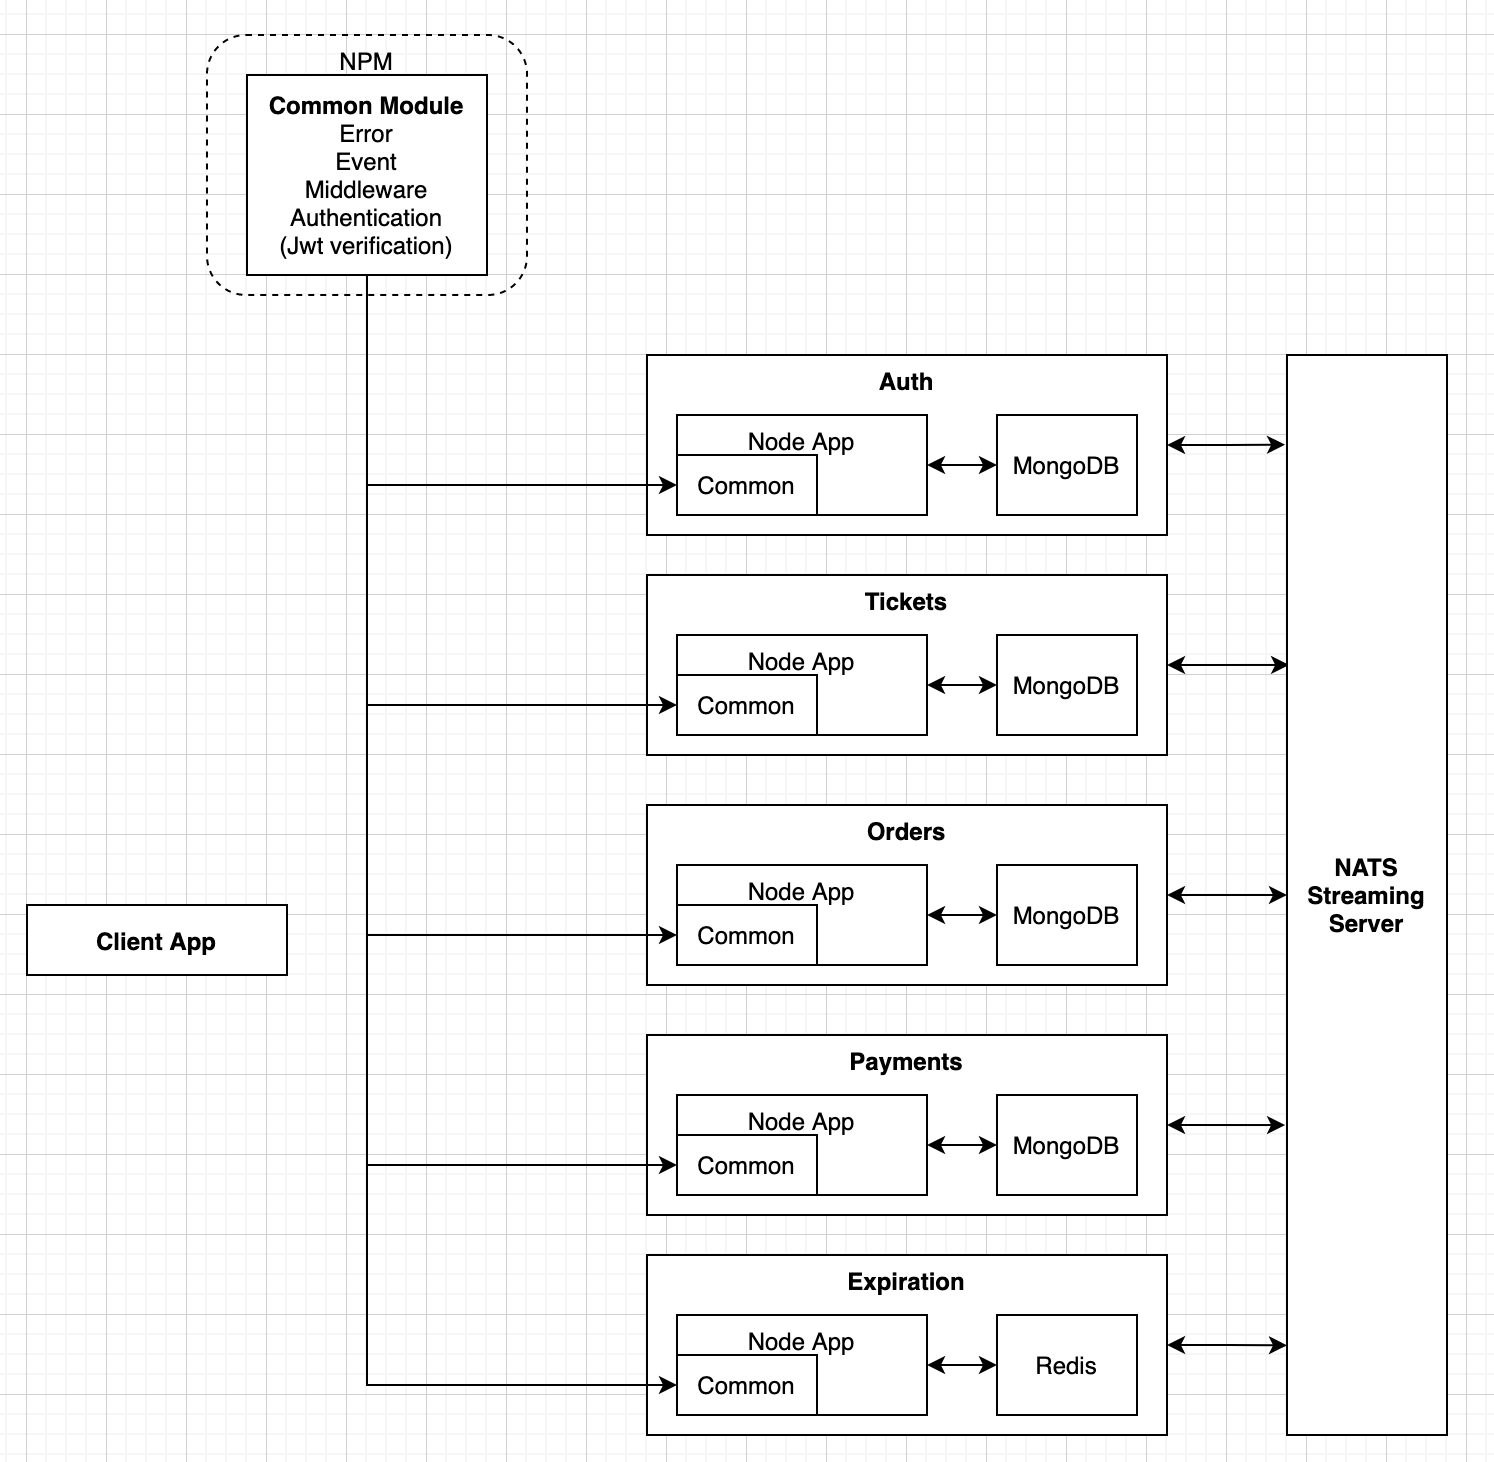 NPM
Common Module
Error
Event
Middleware
Authentication
(Jwt verification)
Auth
Node App
Common
MongoDB
Tickets
Node App
Common
MongoDB
Orders
Node App
Common
MongoDB
NATS
Streaming
Server
Client App
Payments
Node App
Common
MongoDB
Expiration
Node App
Common
Redis